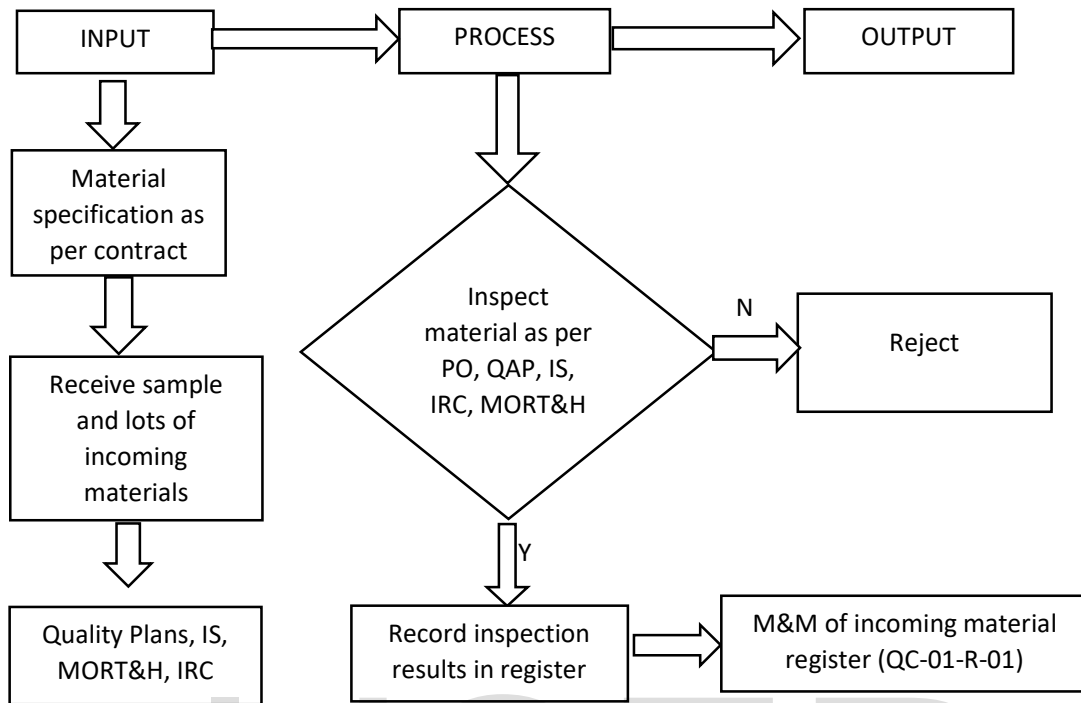 INPUT
PROCESS
OUTPUT
Material
specification as
per contract
Receive sample
and lots of
incoming
materials
Quality Plans, IS,
MORT&H, IRC
Inspect
material as per
PO, QAP, IS,
IRC, MORT&H
N
Reject
Y
Record inspection
results in register
M&M of incoming material
register (QC-01-R-01)